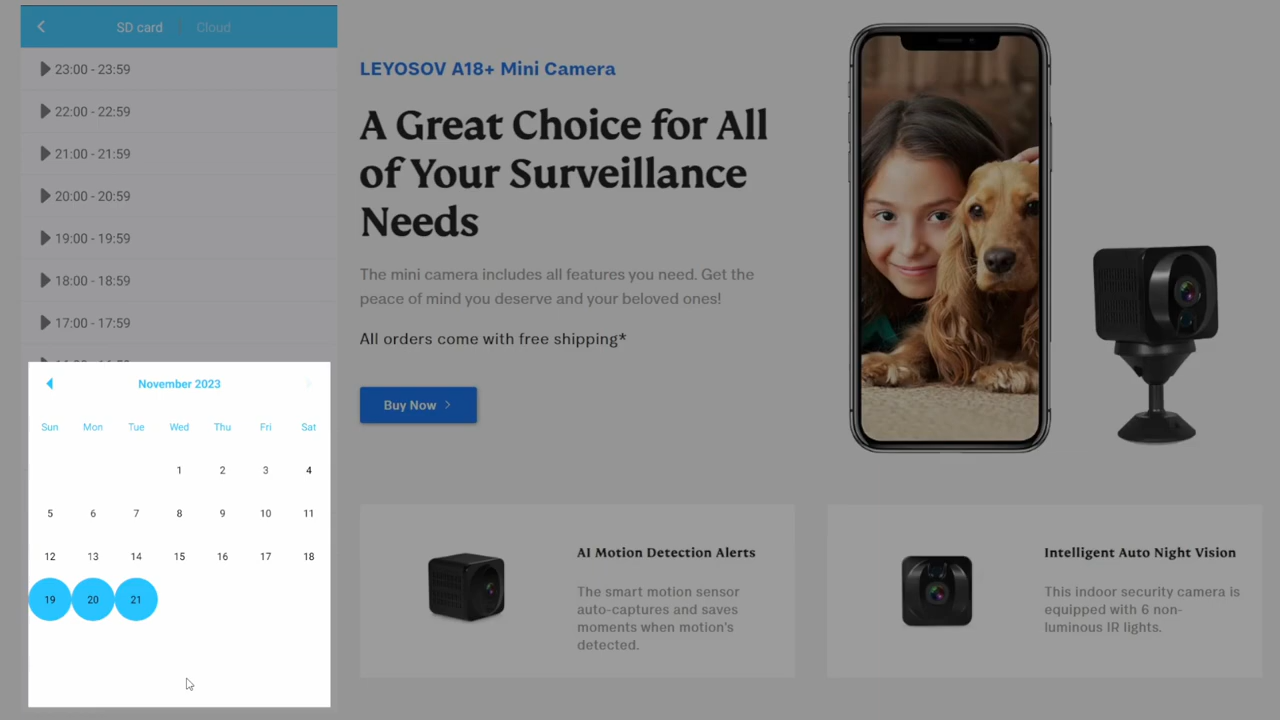 SD card | Cloud
23:00 - 23:59
22:00 - 22:59
21:00 - 21:59
20:00 - 20:59
19:00 - 19:59
18:00 - 18:59
17:00 - 17:59
November 2023
Sun Mon Tue Wed Thu Fri Sat
1 2 3 4
5 6 7 8 9 10 11
12 13 14 15 16 17 18
19 20 21
LEYOSOV A18+ Mini Camera
A Great Choice for All
of Your Surveillance
Needs
The mini camera includes all features you need. Get the
peace of mind you deserve and your beloved ones!
All orders come with free shipping*
Buy Now
AI Motion Detection Alerts
The smart motion sensor
auto-captures and saves
moments when motion's
detected.
Intelligent Auto Night Vision
This indoor security camera is
equipped with 6 non-
luminous IR lights.